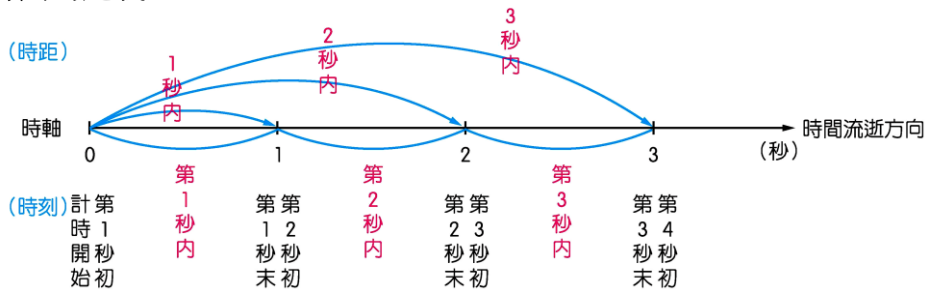 (時距)
1秒內
2秒內
3秒內
時軸
0
1
2
3
時間流逝方向
(秒)
(時刻)
計時開始
第1秒初
第1秒內
第1秒末
第2秒初
第2秒內
第2秒末
第3秒初
第3秒內
第3秒末
第4秒初